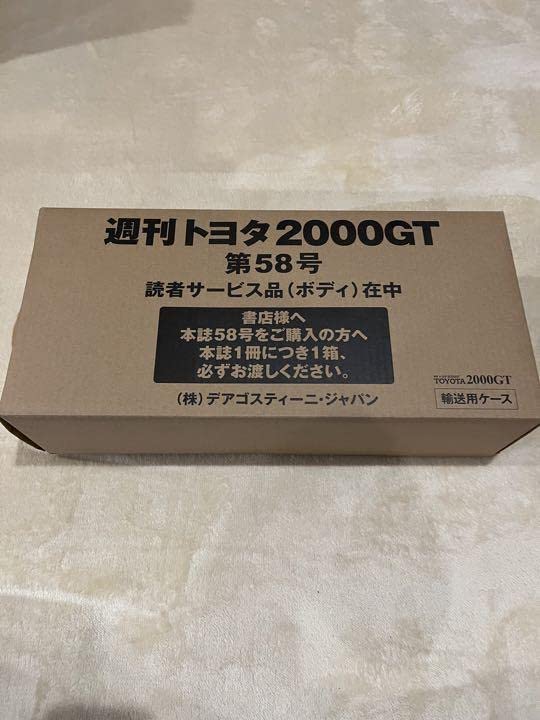 週刊トヨタ2000GT
第58号
読者サービス品(ボディ)在中
書店様へ
本誌58号をご購入の方へ
本誌1冊につき1箱、
必ずお渡しください。
(株)デアゴスティーニ・ジャパン
TOYOTA 2000GT
輸送用ケース